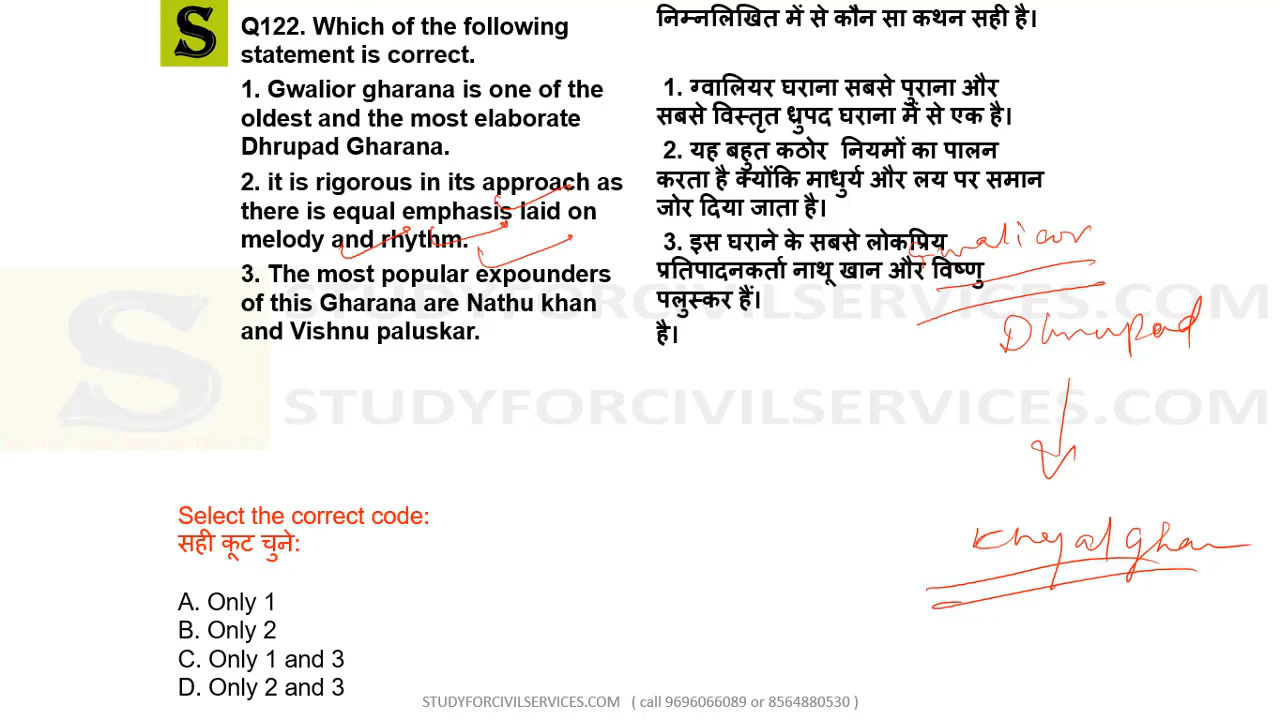 S
Q122. Which of the following
statement is correct.
1. Gwalior gharana is one of the
oldest and the most elaborate
Dhrupad Gharana.
2. it is rigorous in its approach as
there is equal emphasis laid on
melody and rhythm.
3. The most popular expounders
of this Gharana are Nathu khan
and Vishnu paluskar.
निम्नलिखित में से कौन सा कथन सही है।
1. ग्वालियर घराना सबसे पुराना और
सबसे विस्तृत ध्रुपद घराना में से एक है।
2. यह बहुत कठोर नियमों का पालन
करता है क्योंकि माधुर्य और लय पर समान
जोर दिया जाता है।
3. इस घराने के सबसे लोकप्रिय
प्रतिपादनकर्ता नाथू खान और विष्णु
पलुस्कर हैं।
है।
Dhrupad
STUDYFORCIVILSERVICES.COM
STUDYFORCIVILSERVICES.COM
Select the correct code:
सही कूट चुने:
A. Only 1
B. Only 2
C. Only 1 and 3
D. Only 2 and 3
STUDYFORCIVILSERVICES.COM ( call 9696066089 or 8564880530 )